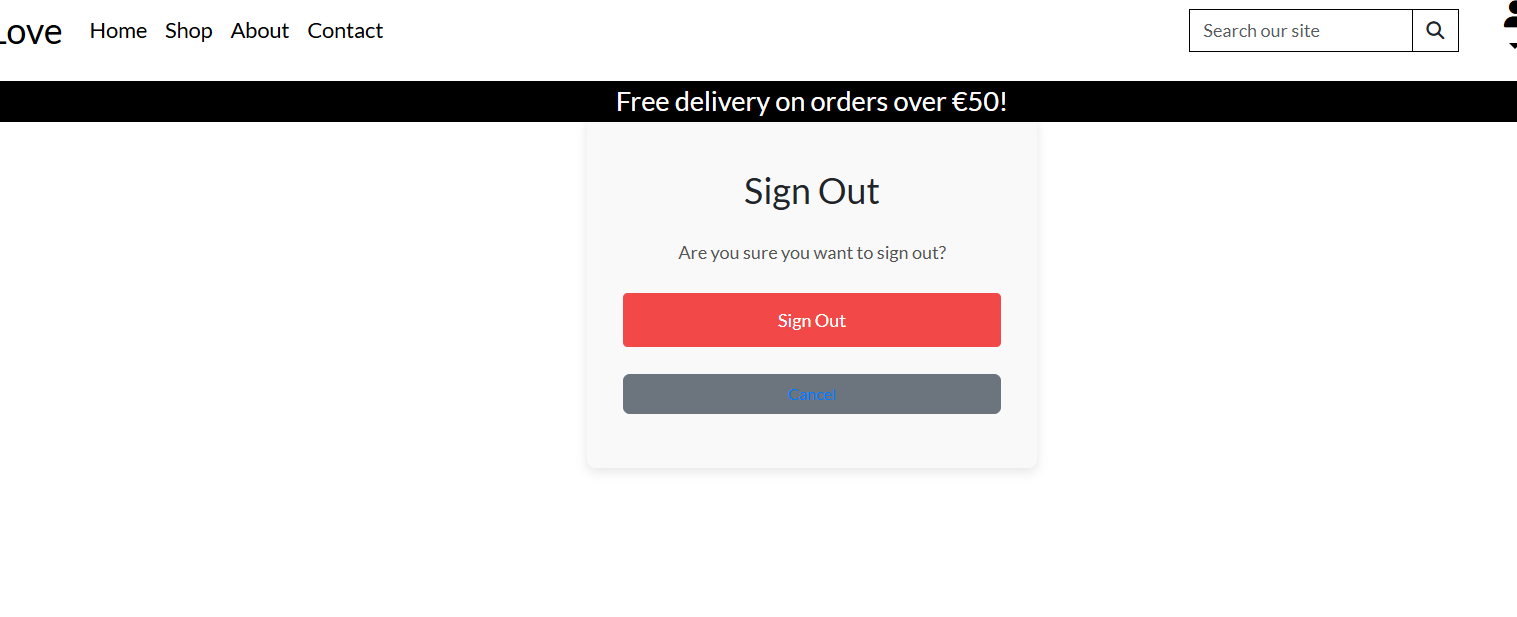 Love Home Shop About Contact Search our site
Free delivery on orders over €50!
Sign Out
Are you sure you want to sign out?
Sign Out
Cancel